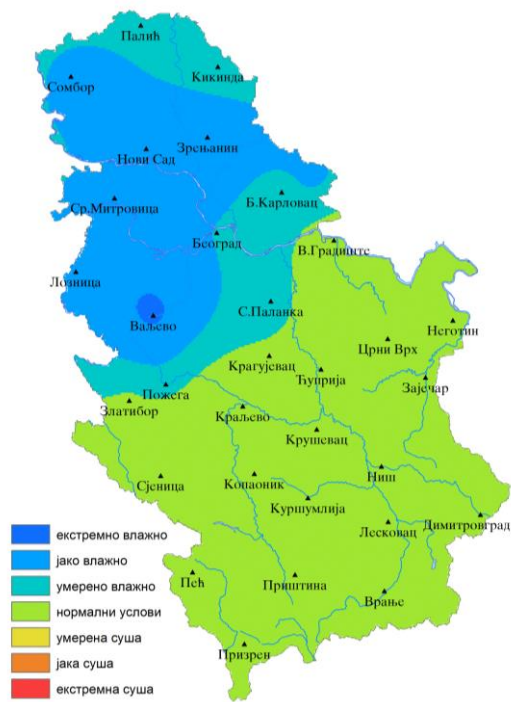 Палић
Кикинда
Сомбор
Зрењанин
Нови Сад
Б.Карловац
Ср.Митровица
Београд
В.Градиште
Лозница
С.Паланка
Ваљево
Неготин
Црни Врх
Крагујевац
Ћуприја
Зајечар
Пожега
Златибор
Краљево
Крушевац
Ниш
Сјеница
Копаоник
Куршумлија
Димитровград
Лесковац
Пећ
Приштина
Врање
Призрен
екстремно влажно
јако влажно
умерено влажно
нормални услови
умерена суша
јака суша
екстремна суша